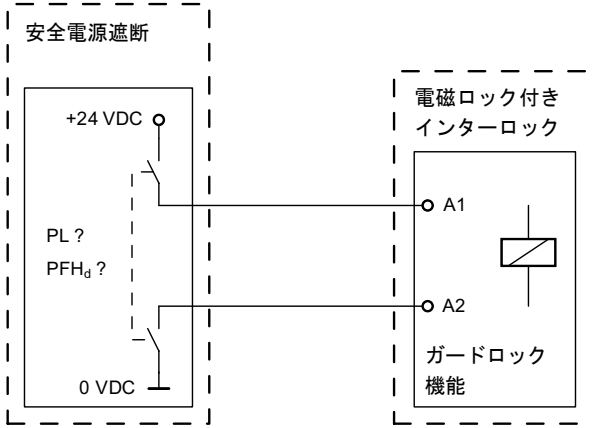 安全電源遮断
+24 VDC
PL ?
PFHd ?
0 VDC
電磁ロック付き
インターロック
A1
A2
ガードロック
機能